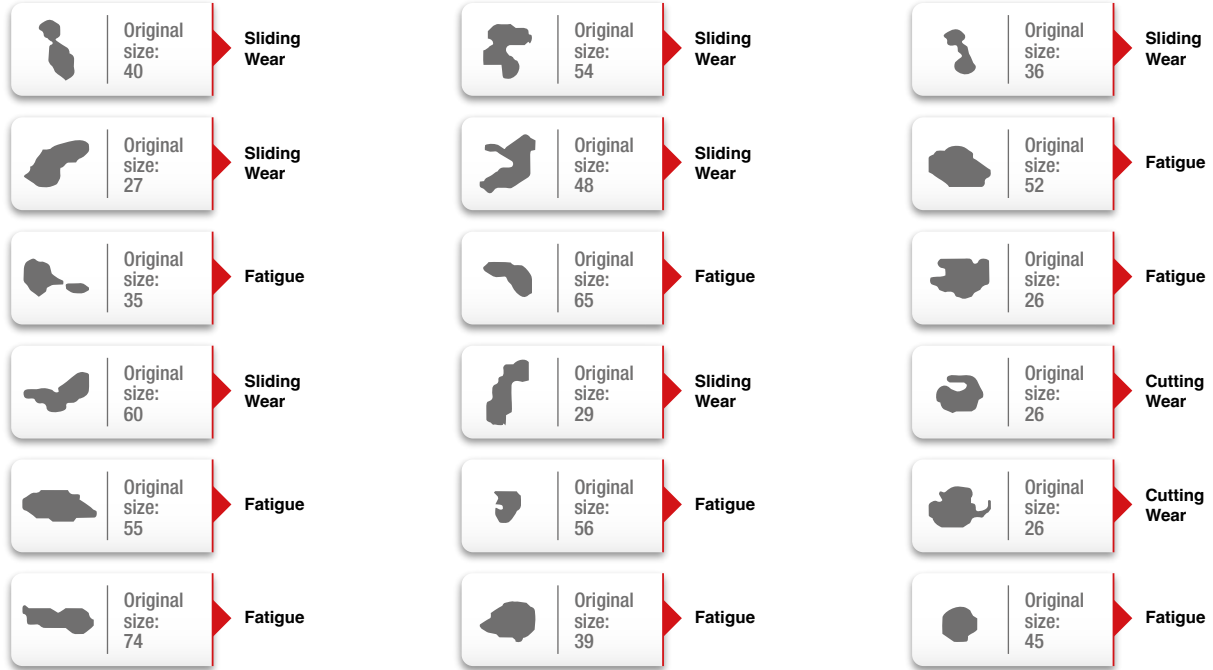 Original
size:
40
Sliding
Wear
Original
size:
54
Sliding
Wear
Original
size:
36
Sliding
Wear
Original
size:
27
Sliding
Wear
Original
size:
48
Sliding
Wear
Original
size:
52
Fatigue
Original
size:
35
Fatigue
Original
size:
65
Fatigue
Original
size:
26
Fatigue
Original
size:
60
Sliding
Wear
Original
size:
29
Sliding
Wear
Original
size:
26
Cutting
Wear
Original
size:
55
Fatigue
Original
size:
56
Fatigue
Original
size:
26
Cutting
Wear
Original
size:
74
Fatigue
Original
size:
39
Fatigue
Original
size:
45
Fatigue